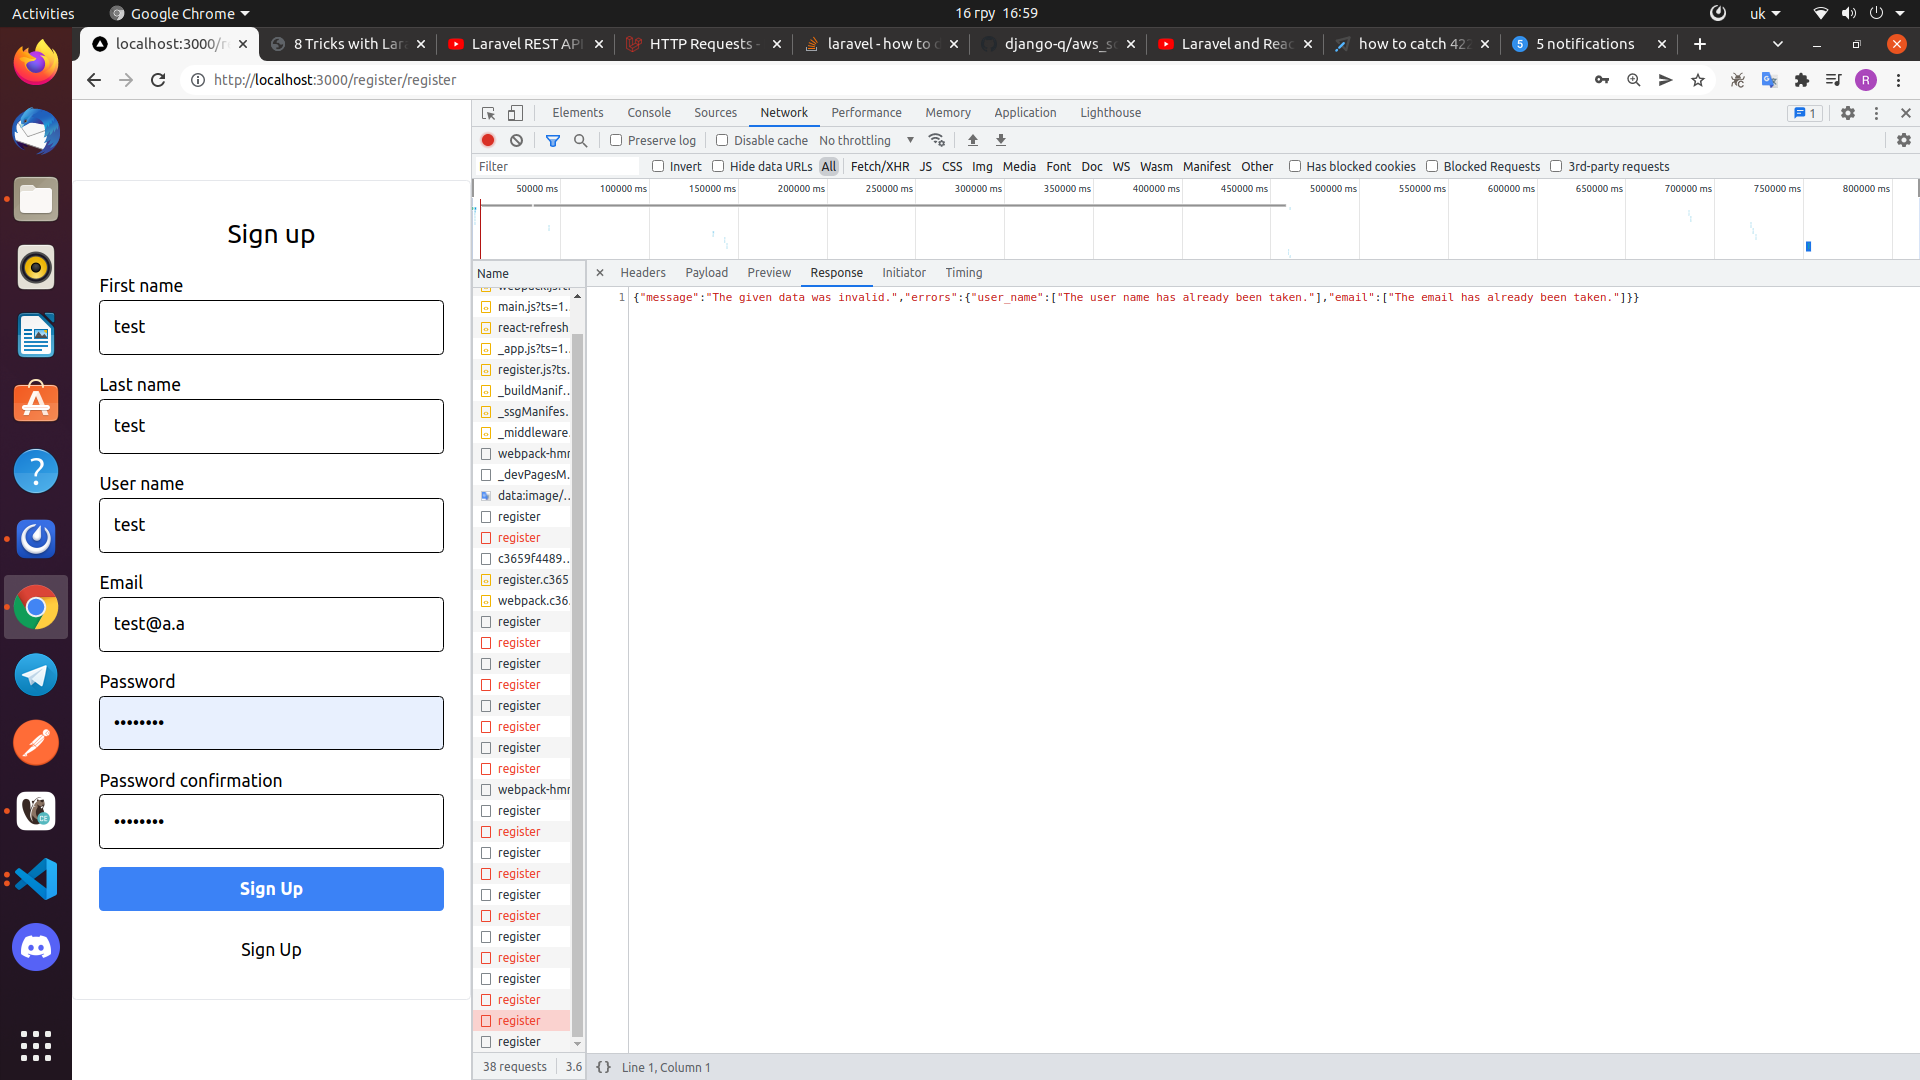 Activities
Google Chrome
16 гру 16:59
uk
localhost:3000/r
8 Tricks with Lar
Laravel REST API
HTTP Requests -
laravel - how to d
django-q/aws_s
Laravel and Reac
how to catch 422
5 5 notifications
http://localhost:3000/register/register
R
Elements Console Sources Network Performance Memory Application Lighthouse
1
Preserve log Disable cache No throttling
Filter Invert Hide data URLs All Fetch/XHR JS CSS Img Media Font Doc WS Wasm Manifest Other Has blocked cookies Blocked Requests 3rd-party requests
50000 ms 100000 ms 150000 ms 200000 ms 250000 ms 300000 ms 350000 ms 400000 ms 450000 ms 500000 ms 550000 ms 600000 ms 650000 ms 700000 ms 750000 ms 800000 ms
Name
Headers Payload Preview Response Initiator Timing
1 {"message":"The given data was invalid.","errors":{"user_name":["The user name has already been taken."],"email":["The email has already been taken."]}}
main.js?ts=1...
react-refresh
_app.js?ts=1...
register.js?ts...
_buildManif...
_ssgManifes...
_middleware...
webpack-hmr
_devPagesM...
data:image/...
register
register
c3659f4489...
register.c365
webpack.c36...
register
register
register
register
register
register
register
register
webpack-hmr
register
register
register
register
register
register
register
register
register
register
register
register
38 requests 3.6
{} Line 1, Column 1
Sign up
First name
test
Last name
test
User name
test
Email
test@a.a
Password
••••••••
Password confirmation
••••••••
Sign Up
Sign Up